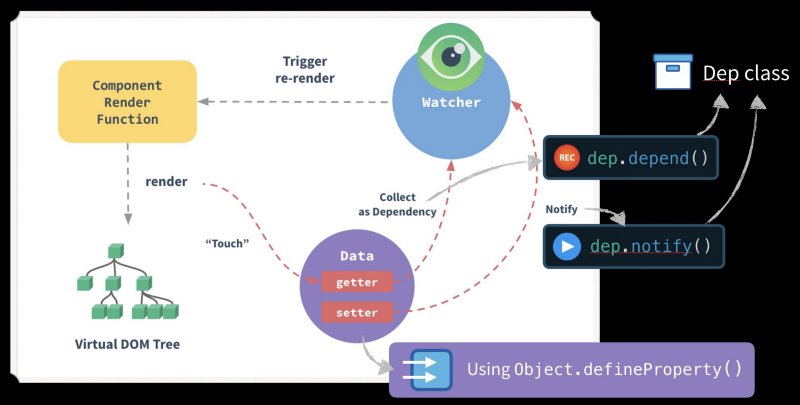 Trigger
re-render
Component
Render
Function
Watcher
Dep class
REC dep.depend()
render
Collect
as Dependency
Notify
“Touch”
dep.notify()
Data
getter
setter
Virtual DOM Tree
Using Object.defineProperty()